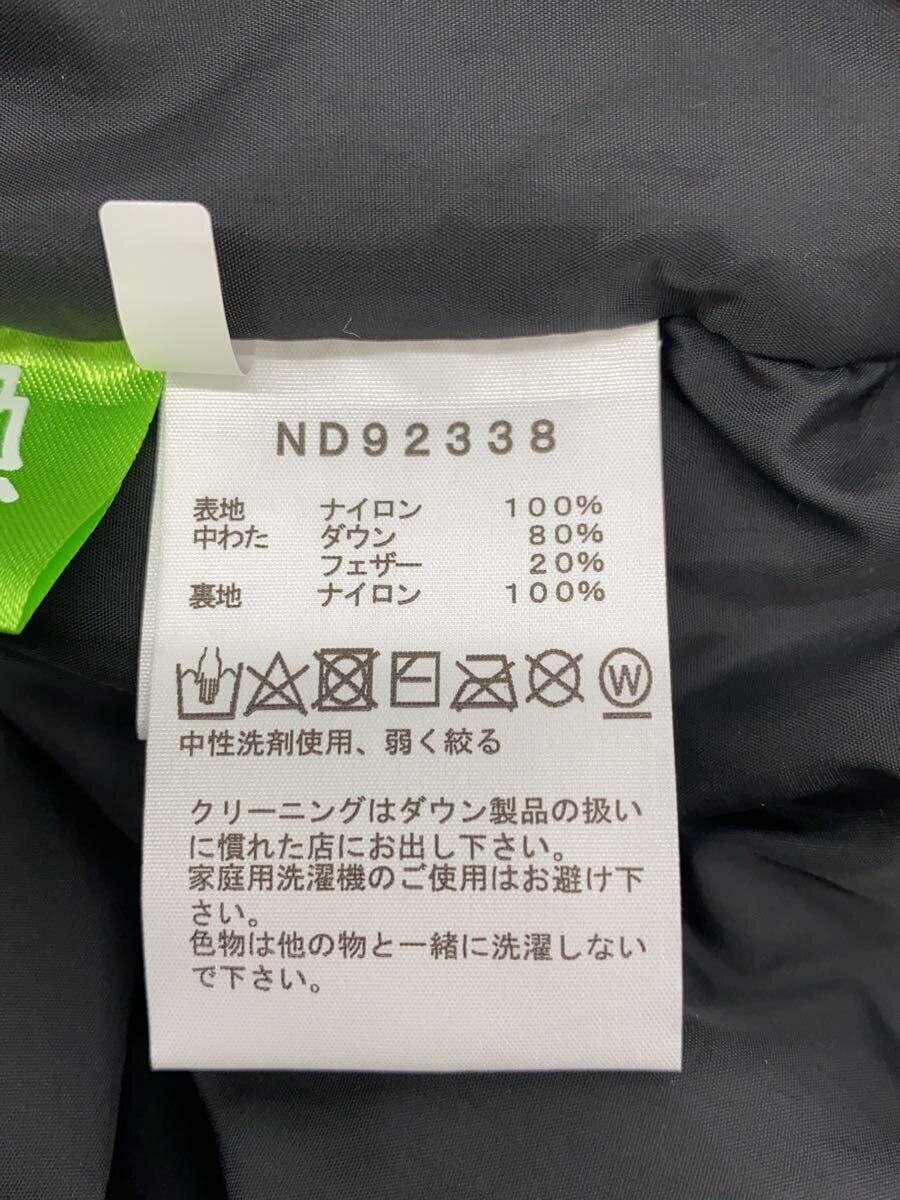 ND92338
表地 ナイロン 100%
中わた ダウン 80%
フェザー 20%
裏地 ナイロン 100%
W
中性洗剤使用、弱く絞る
クリーニングはダウン製品の扱い
に慣れた店にお出し下さい。
家庭用洗濯機のご使用はお避け下
さい。
色物は他の物と一緒に洗濯しない
で下さい。